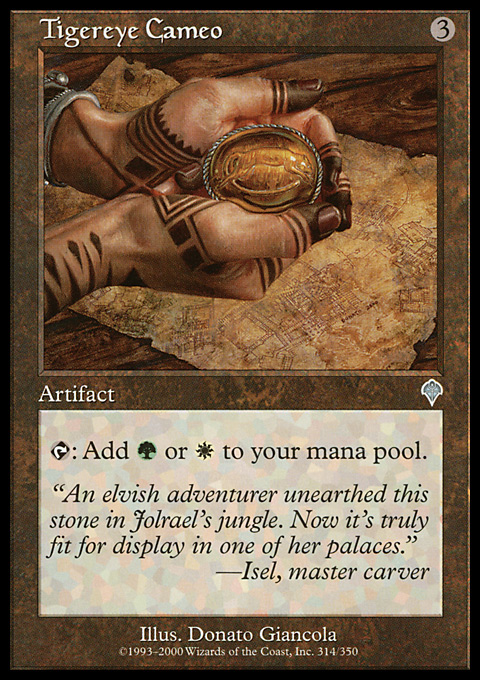 Tigereye Cameo 3
Artifact
: Add or to your mana pool.
“An elvish adventurer unearthed this
stone in Jolrael’s jungle. Now it’s truly
fit for display in one of her palaces.”
—Isel, master carver
Illus. Donato Giancola
©1993–2000 Wizards of the Coast, Inc. 314/350